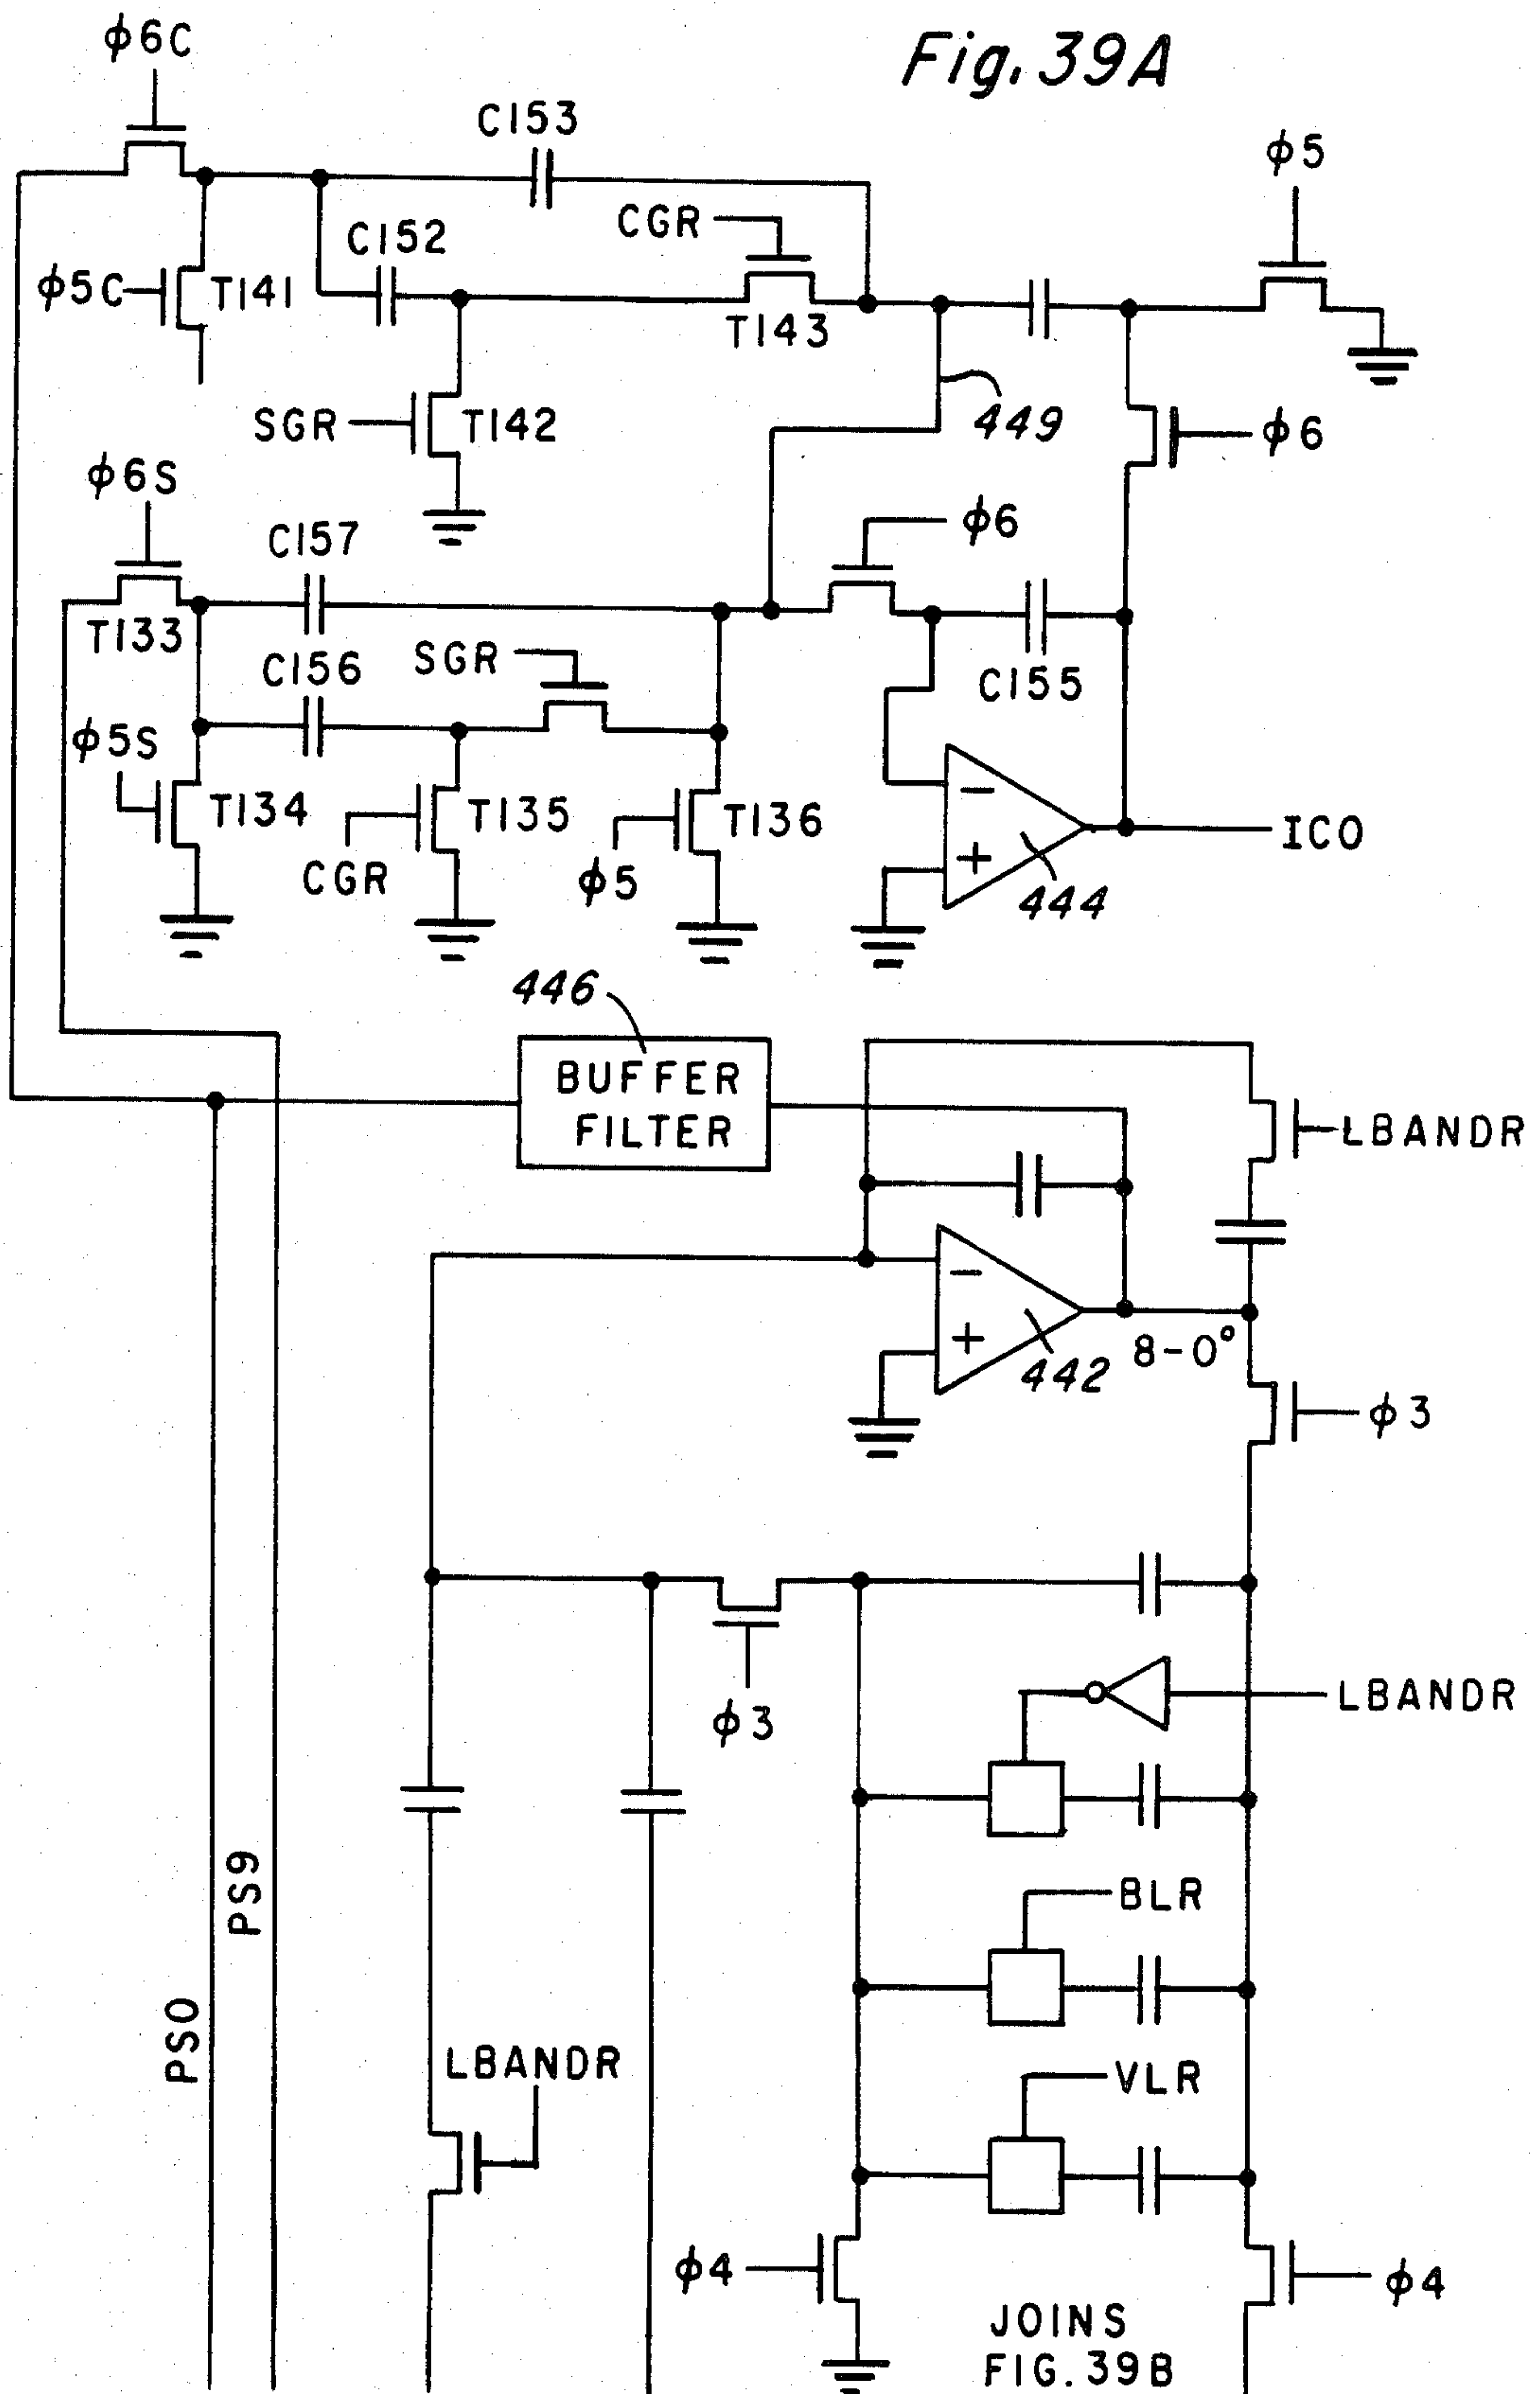 Fig. 39A
φ6C
C153
φ5
CGR
C152
φ5C
T141
T143
SGR
T142
449
φ6
φ6S
φ6
C157
T133
SGR
C156
C155
φ5S
T134
T135
T136
CGR
φ5
−
+
ICO
444
446
BUFFER
FILTER
LBANDR
−
+
8-0°
442
φ3
φ3
LBANDR
BLR
PS9
PS0
LBANDR
VLR
φ4
φ4
JOINS
FIG. 39B